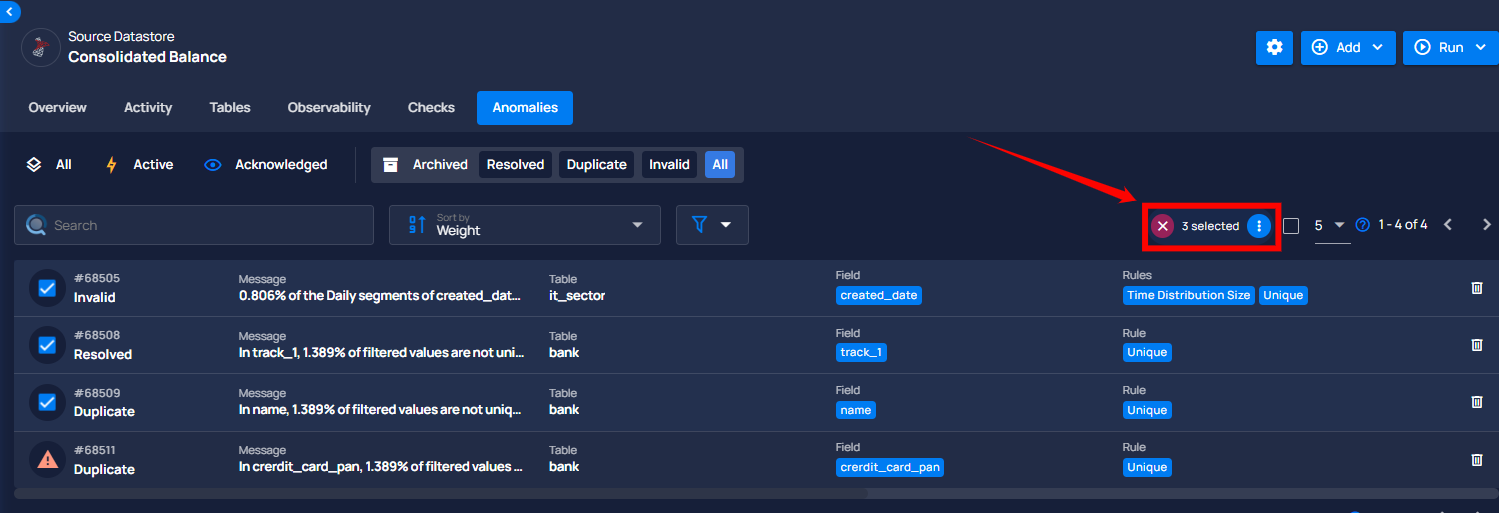 Source Datastore
Consolidated Balance
Add
Run
Overview Activity Tables Observability Checks Anomalies
All Active Acknowledged Archived Resolved Duplicate Invalid All
Search
Sort by
Weight
3 selected
5
1 - 4 of 4
#68505
Invalid
Message
0.806% of the Daily segments of created_dat...
Table
it_sector
Field
created_date
Rules
Time Distribution Size Unique
#68508
Resolved
Message
In track_1, 1.389% of filtered values are not uni...
Table
bank
Field
track_1
Rule
Unique
#68509
Duplicate
Message
In name, 1.389% of filtered values are not uniq...
Table
bank
Field
name
Rule
Unique
#68511
Duplicate
Message
In crerdit_card_pan, 1.389% of filtered values ...
Table
bank
Field
crerdit_card_pan
Rule
Unique